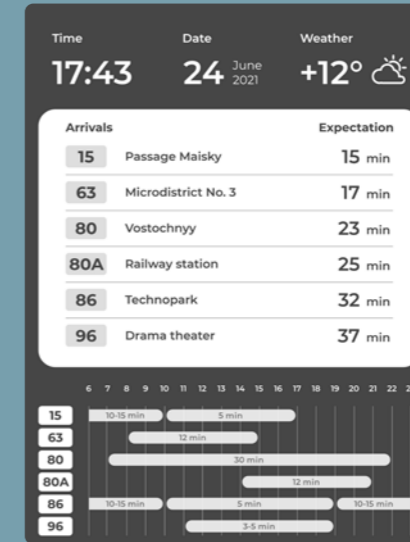 Time Date Weather
17:43 24 June 2021 +12°
Arrivals Expectation
15 Passage Maisky 15 min
63 Microdistrict No. 3 17 min
80 Vostochnyy 23 min
80A Railway station 25 min
86 Technopark 32 min
96 Drama theater 37 min
6 7 8 9 10 11 12 13 14 15 16 17 18 19 20 21 22
15 10-15 min 5 min
63 12 min
80 30 min
80A 12 min
86 10-15 min 5 min 10-15 min
96 3-5 min